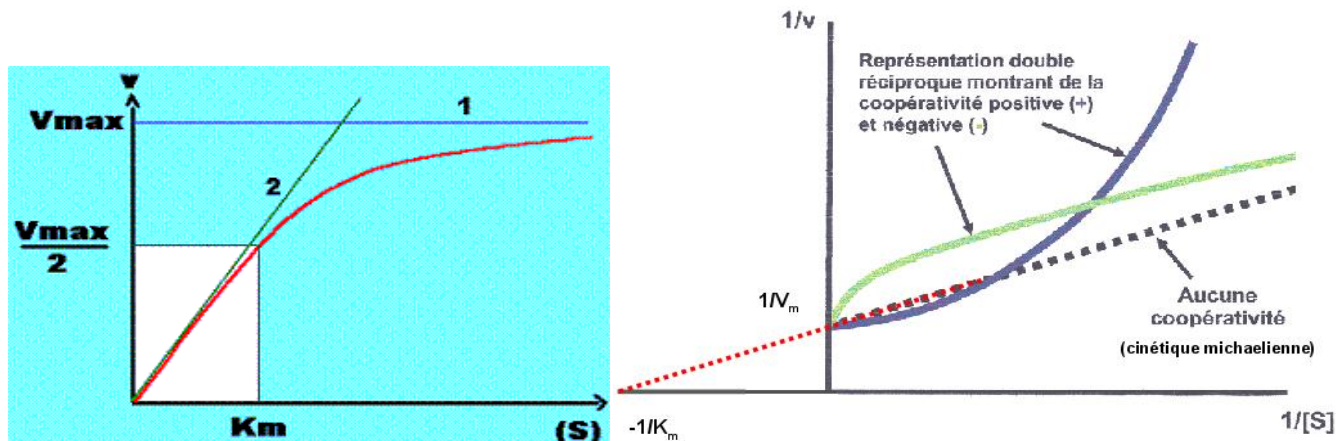 v
Vmax
1
2
Vmax
2
Km
(S)
1/v
Représentation double
réciproque montrant de la
coopérativité positive (+)
et négative (-)
1/Vm
Aucune
coopérativité
(cinétique michaelienne)
-1/Km
1/[S]